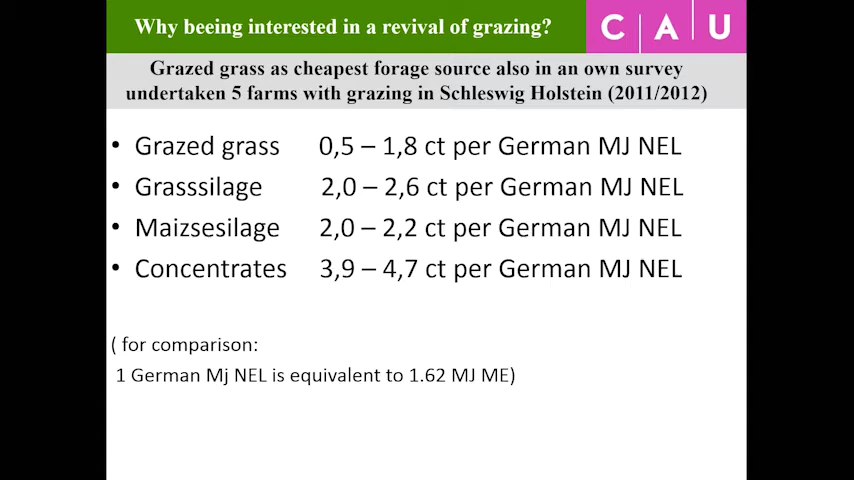 Why beeing interested in a revival of grazing?
C A U
Grazed grass as cheapest forage source also in an own survey
undertaken 5 farms with grazing in Schleswig Holstein (2011/2012)
• Grazed grass 0,5 – 1,8 ct per German MJ NEL
• Grasssilage 2,0 – 2,6 ct per German MJ NEL
• Maizsesilage 2,0 – 2,2 ct per German MJ NEL
• Concentrates 3,9 – 4,7 ct per German MJ NEL
( for comparison:
1 German Mj NEL is equivalent to 1.62 MJ ME)